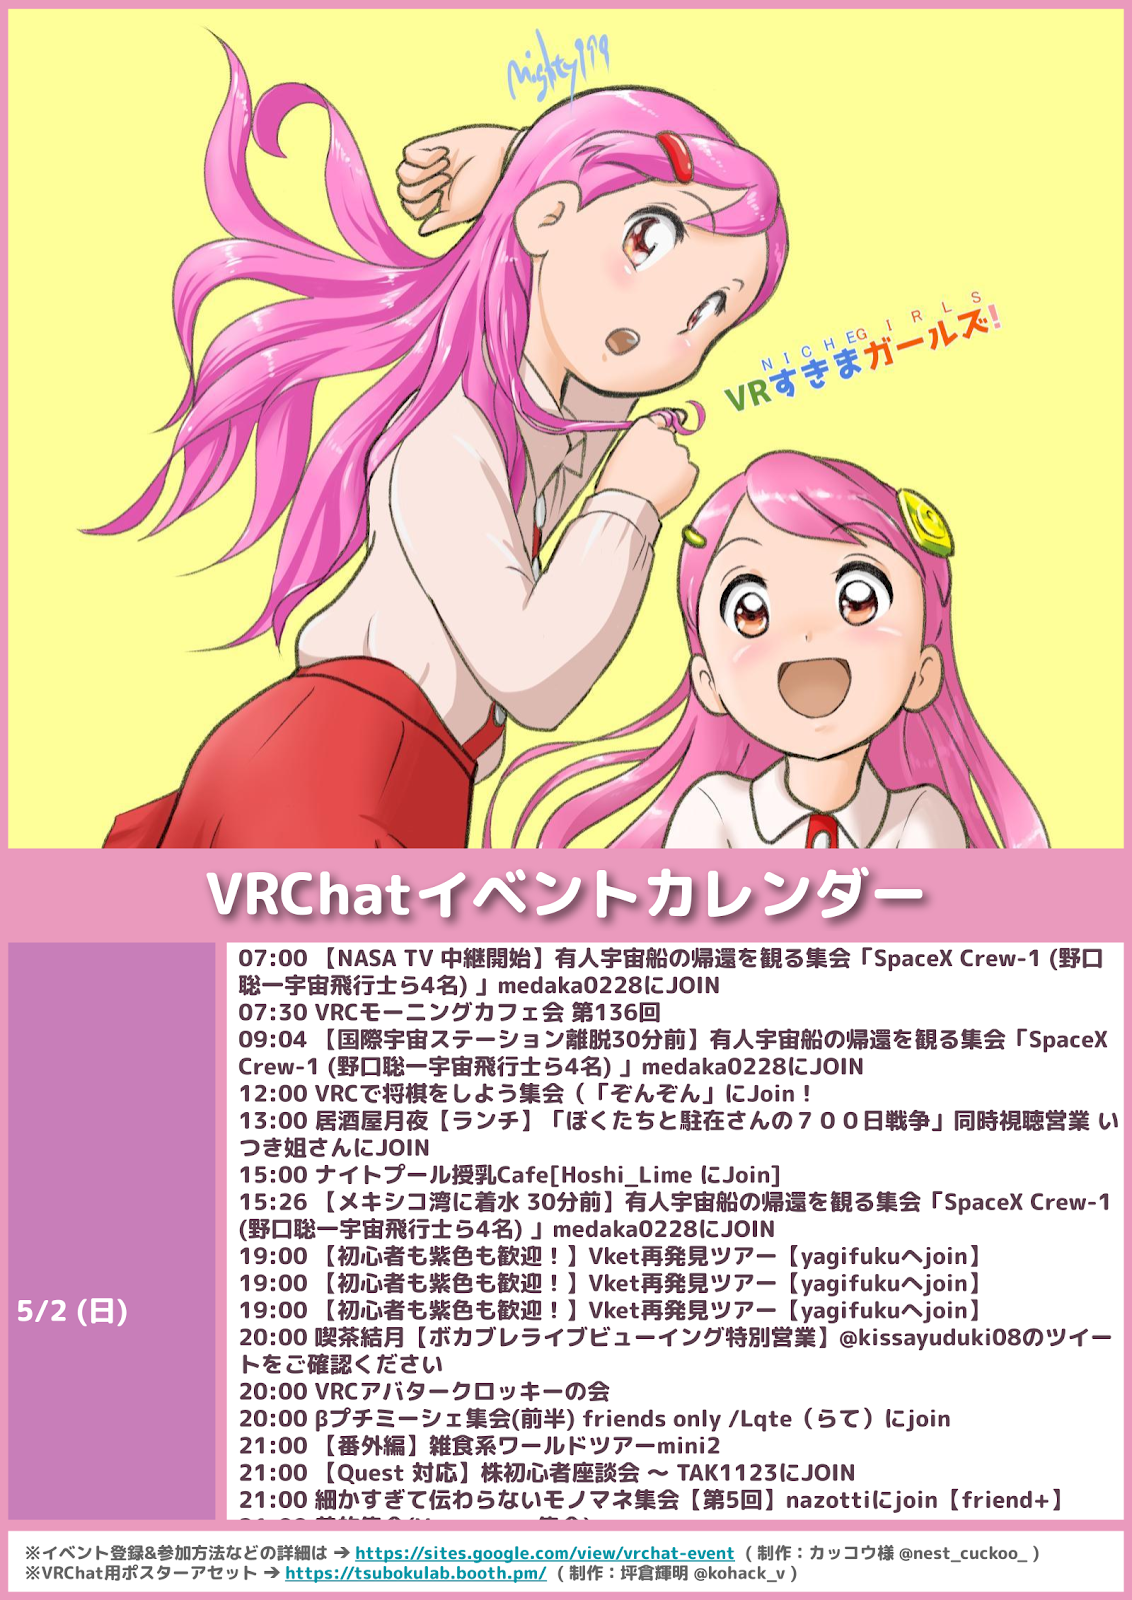 mighty199
NICHE GIRLS
VRすきまガールズ!
VRChatイベントカレンダー
5/2 (日)
07:00 【NASA TV 中継開始】有人宇宙船の帰還を観る集会「SpaceX Crew-1 (野口
聡一宇宙飛行士ら4名) 」medaka0228にJOIN
07:30 VRCモーニングカフェ会 第136回
09:04 【国際宇宙ステーション離脱30分前】有人宇宙船の帰還を観る集会「SpaceX
Crew-1 (野口聡一宇宙飛行士ら4名) 」medaka0228にJOIN
12:00 VRCで将棋をしよう集会（「ぞんぞん」にJoin！
13:00 居酒屋月夜【ランチ】「ぼくたちと駐在さんの７００日戦争」同時視聴営業 い
つき姐さんにJOIN
15:00 ナイトプール授乳Cafe[Hoshi_Lime にJoin]
15:26 【メキシコ湾に着水 30分前】有人宇宙船の帰還を観る集会「SpaceX Crew-1
(野口聡一宇宙飛行士ら4名) 」medaka0228にJOIN
19:00 【初心者も紫色も歓迎！】Vket再発見ツアー【yagifukuへjoin】
19:00 【初心者も紫色も歓迎！】Vket再発見ツアー【yagifukuへjoin】
19:00 【初心者も紫色も歓迎！】Vket再発見ツアー【yagifukuへjoin】
20:00 喫茶結月【ボカブレライブビューイング特別営業】@kissayuduki08のツイー
トをご確認ください
20:00 VRCアバタークロッキーの会
20:00 βプチミーシェ集会(前半) friends only /Lqte（らて）にjoin
21:00 【番外編】雑食系ワールドツアーmini2
21:00 【Quest 対応】株初心者座談会 ～ TAK1123にJOIN
21:00 細かすぎて伝わらないモノマネ集会【第5回】nazottiにjoin【friend+】
※イベント登録&参加方法などの詳細は ➔ https://sites.google.com/view/vrchat-event （ 制作：カッコウ様 @nest_cuckoo_ ）
※VRChat用ポスターアセット ➔ https://tsubokulab.booth.pm/ （ 制作：坪倉輝明 @kohack_v ）